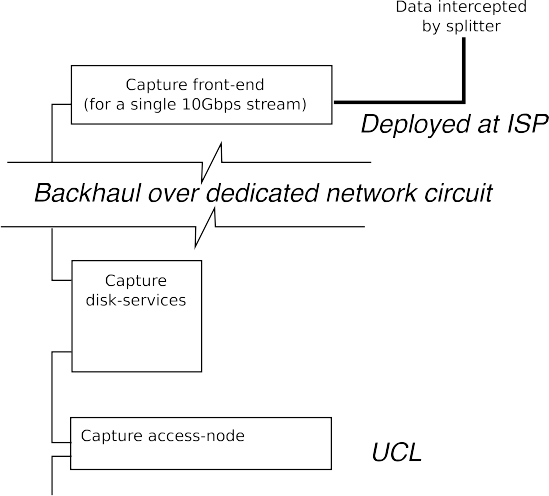 Data intercepted
by splitter
Capture front-end
(for a single 10Gbps stream)
Deployed at ISP
Backhaul over dedicated network circuit
Capture
disk-services
Capture access-node
UCL